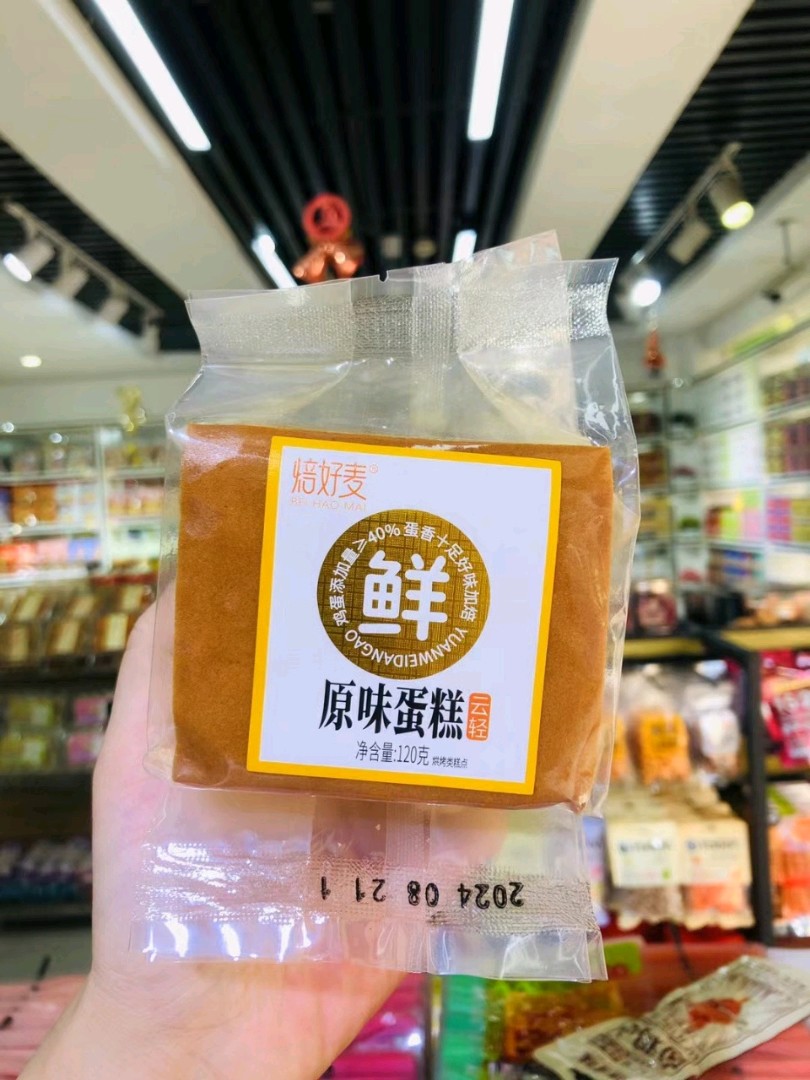 焙好麦®
BEI HAO MAI
鸡蛋添加量≥40% 蛋香十足好味加焙 YUANWEIDANGAO
鲜
原味蛋糕
云轻
净含量:120克 烘烤类糕点
2024 08 21 1